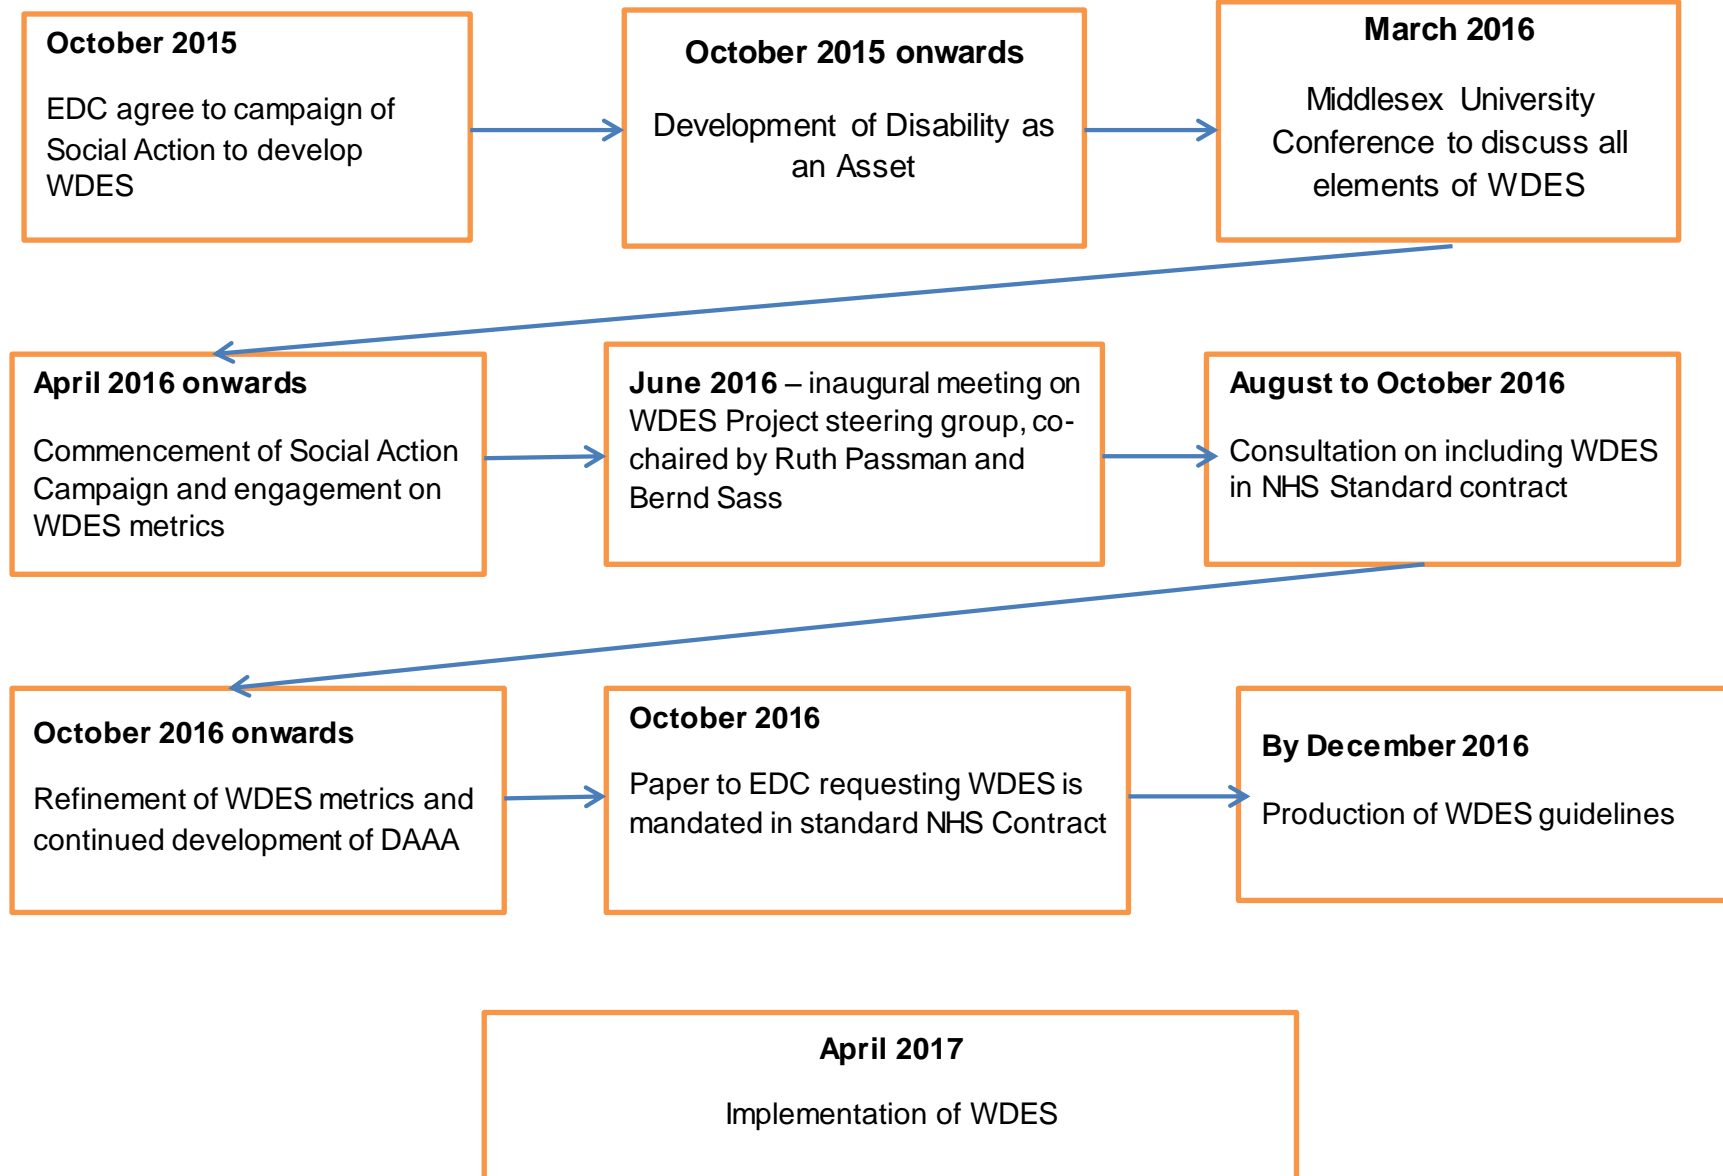 October 2015
EDC agree to campaign of
Social Action to develop
WDES
October 2015 onwards
Development of Disability as
an Asset
March 2016
Middlesex University
Conference to discuss all
elements of WDES
April 2016 onwards
Commencement of Social Action
Campaign and engagement on
WDES metrics
June 2016 – inaugural meeting on
WDES Project steering group, co-
chaired by Ruth Passman and
Bernd Sass
August to October 2016
Consultation on including WDES
in NHS Standard contract
October 2016 onwards
Refinement of WDES metrics and
continued development of DAAA
October 2016
Paper to EDC requesting WDES is
mandated in standard NHS Contract
By December 2016
Production of WDES guidelines
April 2017
Implementation of WDES